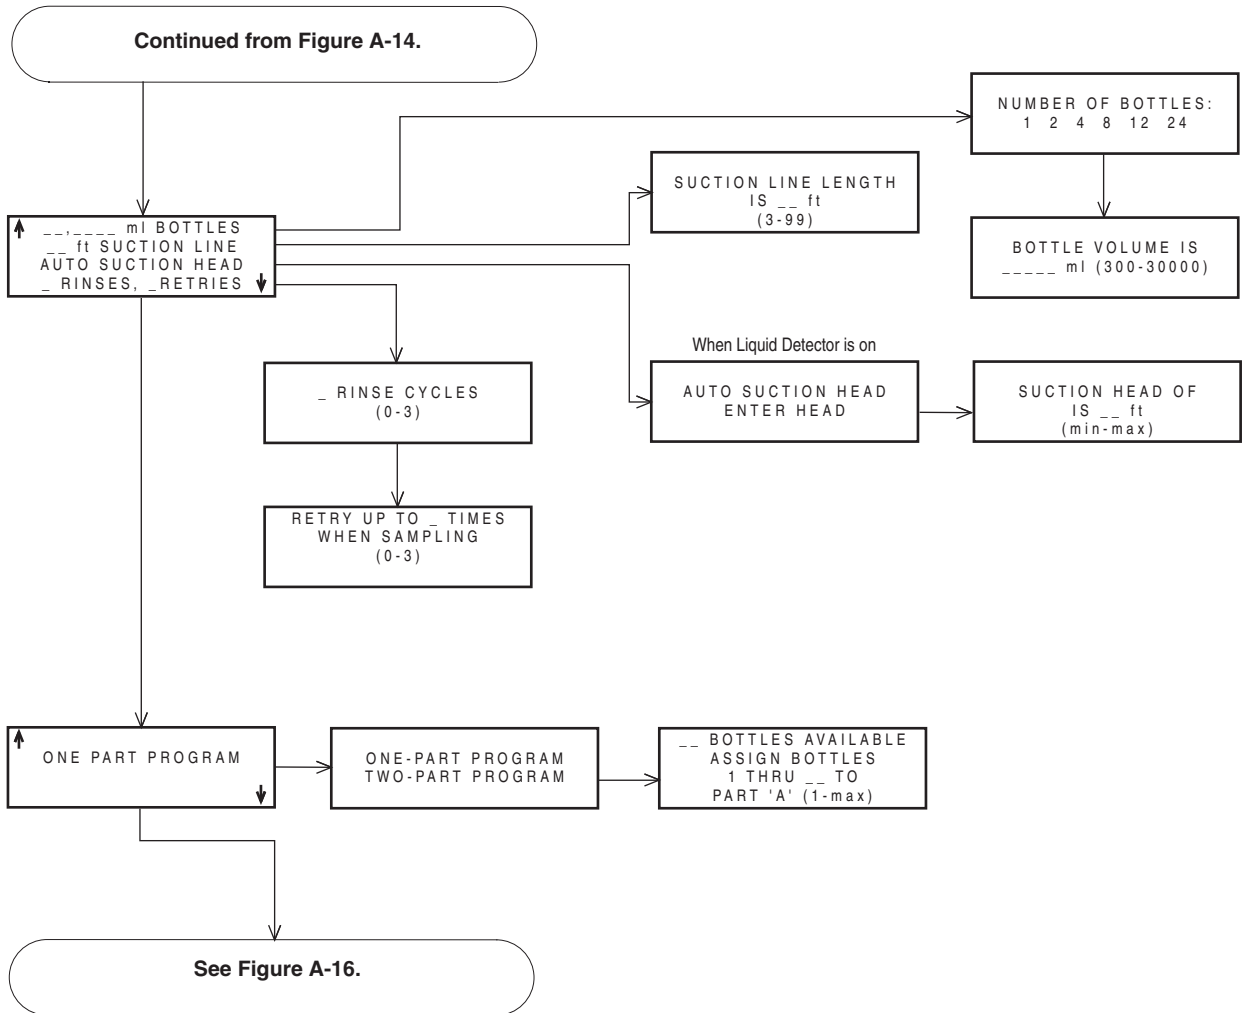 Continued from Figure A-14.
NUMBER OF BOTTLES:
1 2 4 8 12 24
SUCTION LINE LENGTH
IS __ ft
(3-99)
__,____ ml BOTTLES
__ ft SUCTION LINE
AUTO SUCTION HEAD
_ RINSES, _RETRIES
BOTTLE VOLUME IS
_____ ml (300-30000)
When Liquid Detector is on
_ RINSE CYCLES
(0-3)
AUTO SUCTION HEAD
ENTER HEAD
SUCTION HEAD OF
IS __ ft
(min-max)
RETRY UP TO _ TIMES
WHEN SAMPLING
(0-3)
ONE PART PROGRAM
ONE-PART PROGRAM
TWO-PART PROGRAM
__ BOTTLES AVAILABLE
ASSIGN BOTTLES
1 THRU __ TO
PART 'A' (1-max)
See Figure A-16.